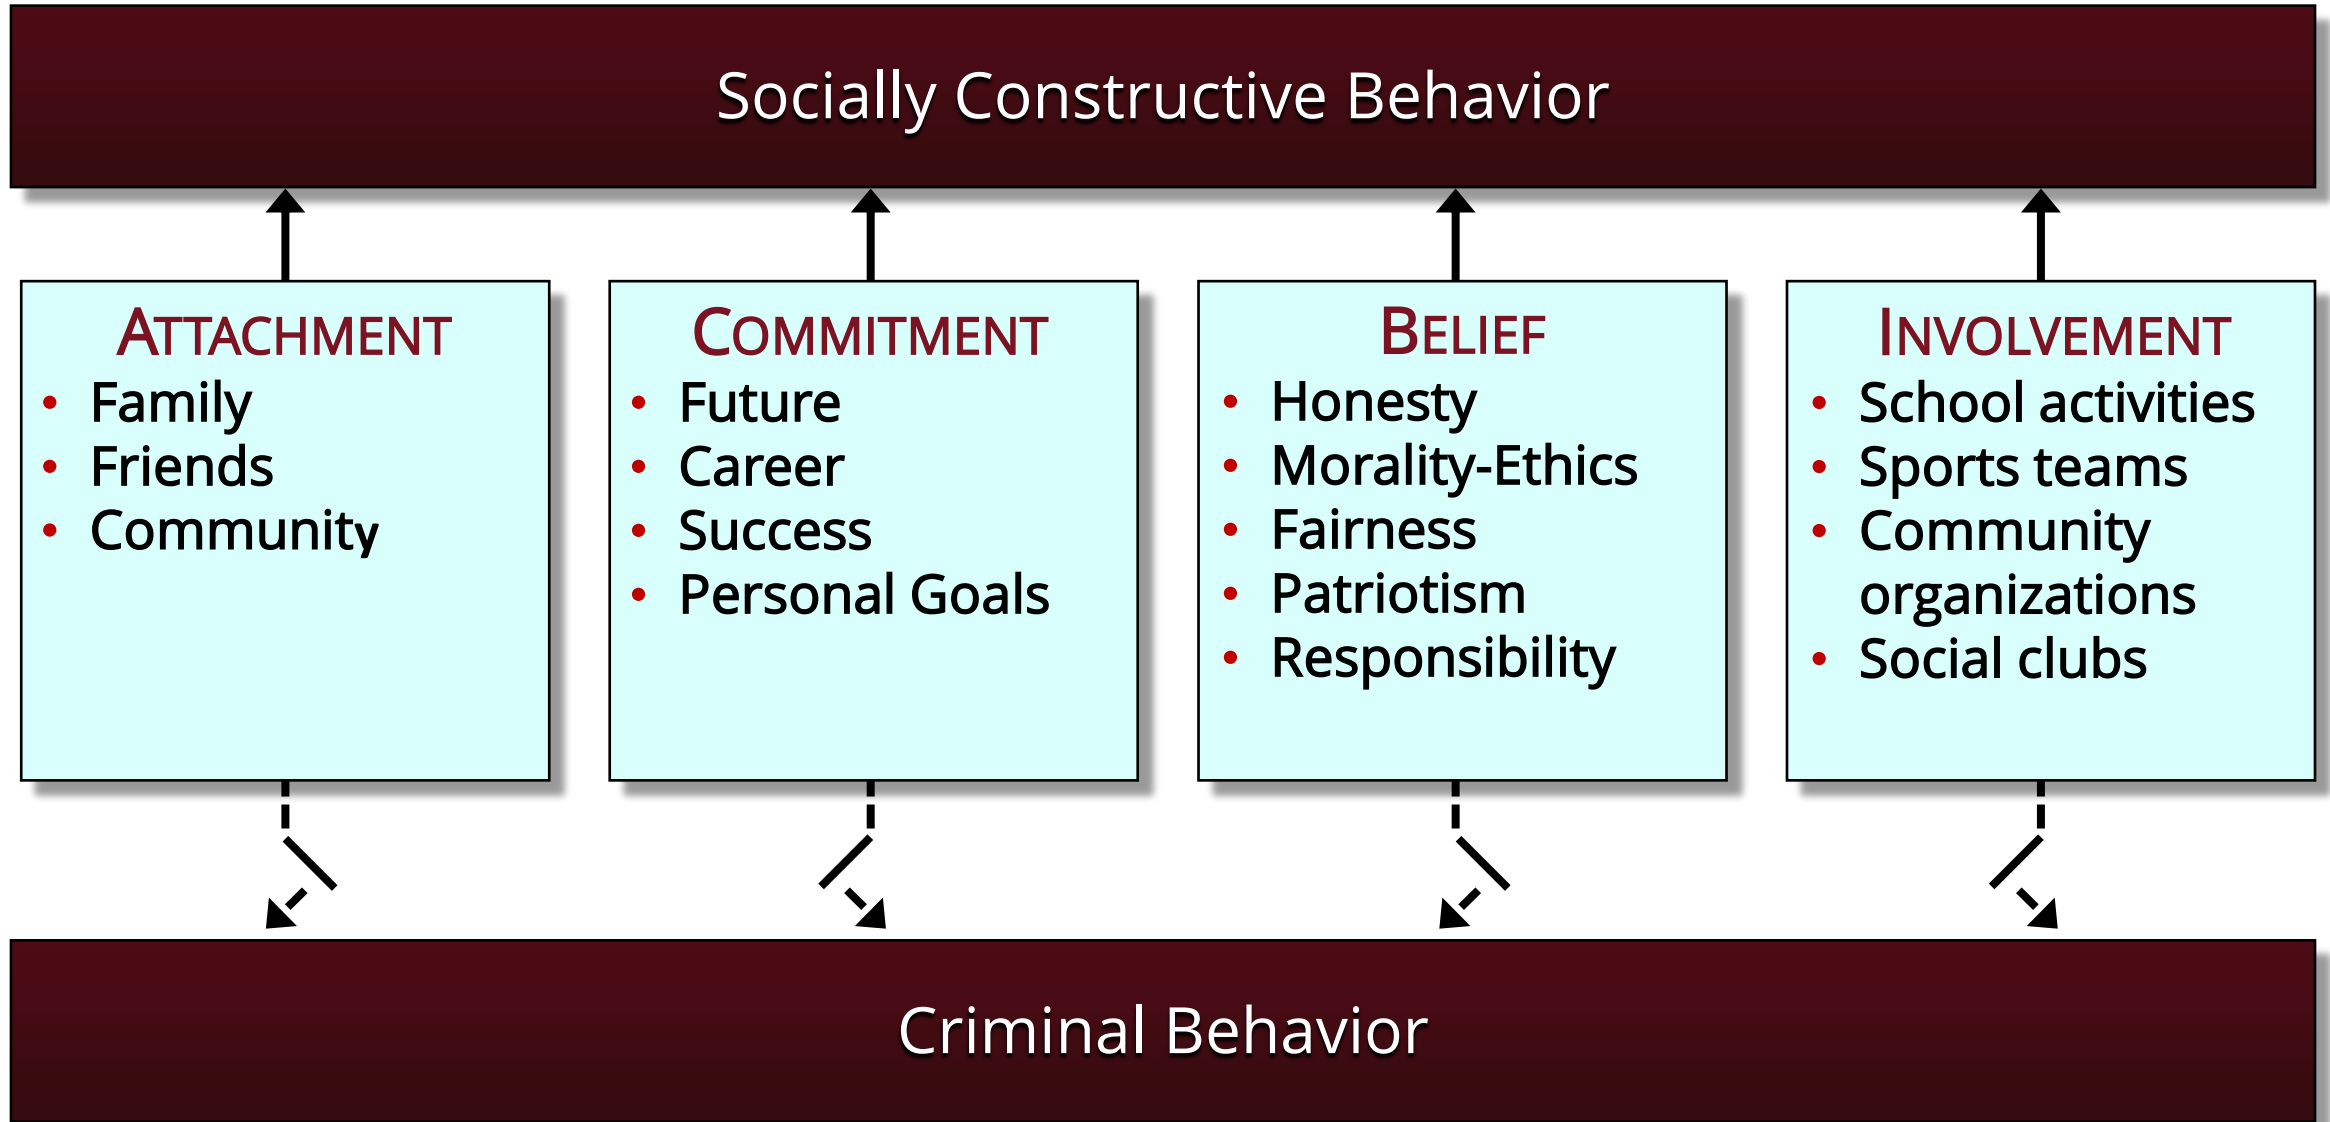 Socially Constructive Behavior
ATTACHMENT
• Family
• Friends
• Community
COMMITMENT
• Future
• Career
• Success
• Personal Goals
BELIEF
• Honesty
• Morality-Ethics
• Fairness
• Patriotism
• Responsibility
INVOLVEMENT
• School activities
• Sports teams
• Community
organizations
• Social clubs
Criminal Behavior